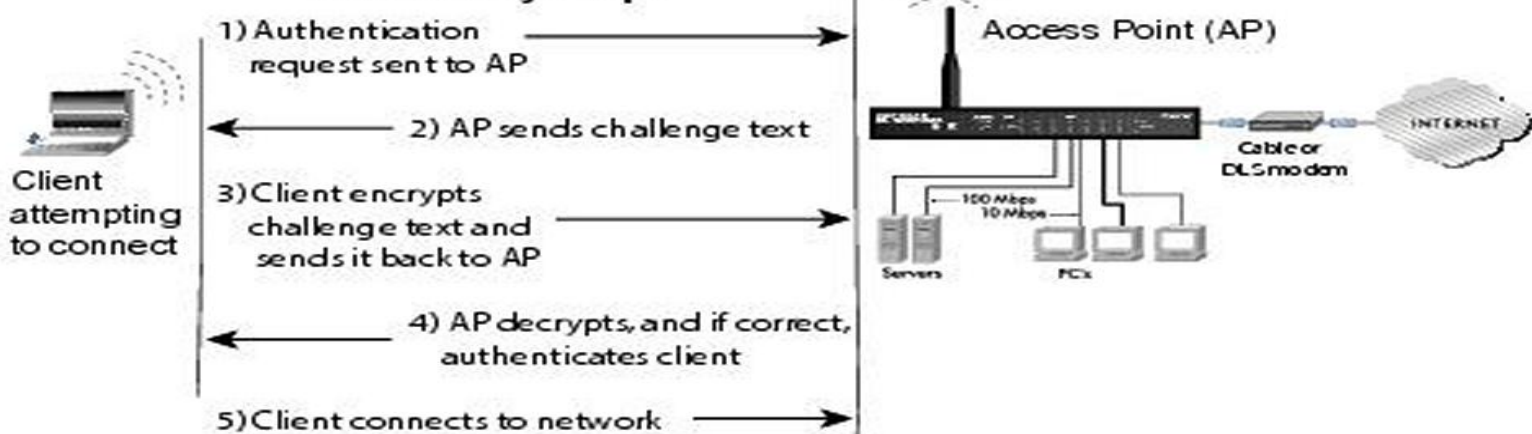 1) Authentication
request sent to AP
2) AP sends challenge text
3) Client encrypts
challenge text and
sends it back to AP
4) AP decrypts, and if correct,
authenticates client
5) Client connects to network
Client
attempting
to connect
Access Point (AP)
INTERNET
Cable or
DLS modem
100 Mbps
10 Mbps
Servers
PC's